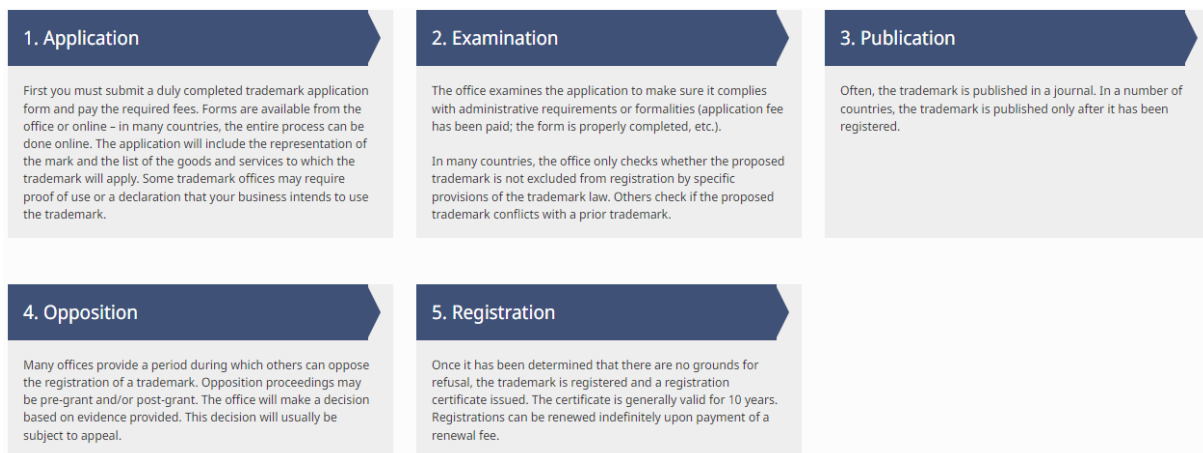 1. Application
First you must submit a duly completed trademark application
form and pay the required fees. Forms are available from the
office or online – in many countries, the entire process can be
done online. The application will include the representation of
the mark and the list of the goods and services to which the
trademark will apply. Some trademark offices may require
proof of use or a declaration that your business intends to use
the trademark.
2. Examination
The office examines the application to make sure it complies
with administrative requirements or formalities (application fee
has been paid; the form is properly completed, etc.).
In many countries, the office only checks whether the proposed
trademark is not excluded from registration by specific
provisions of the trademark law. Others check if the proposed
trademark conflicts with a prior trademark.
3. Publication
Often, the trademark is published in a journal. In a number of
countries, the trademark is published only after it has been
registered.
4. Opposition
Many offices provide a period during which others can oppose
the registration of a trademark. Opposition proceedings may
be pre-grant and/or post-grant. The office will make a decision
based on evidence provided. This decision will usually be
subject to appeal.
5. Registration
Once it has been determined that there are no grounds for
refusal, the trademark is registered and a registration
certificate issued. The certificate is generally valid for 10 years.
Registrations can be renewed indefinitely upon payment of a
renewal fee.